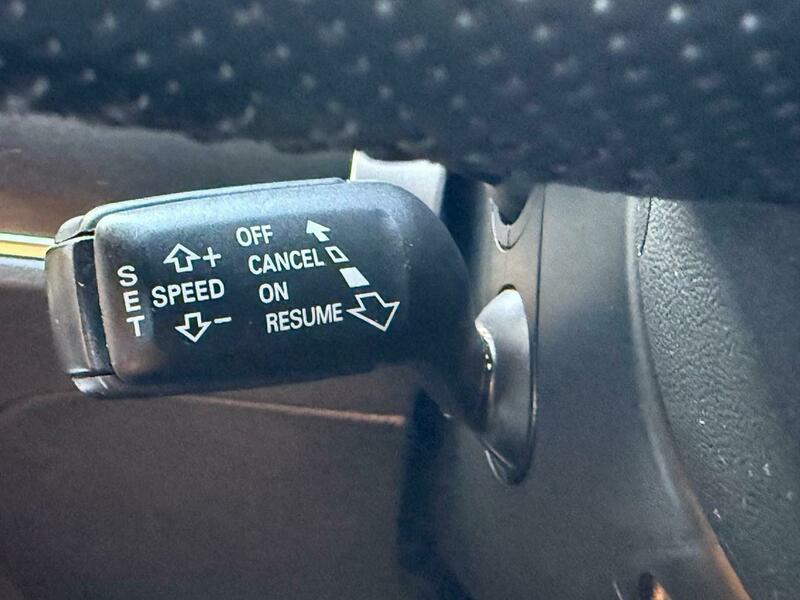 SET
+
SPEED
-
OFF
CANCEL
ON
RESUME